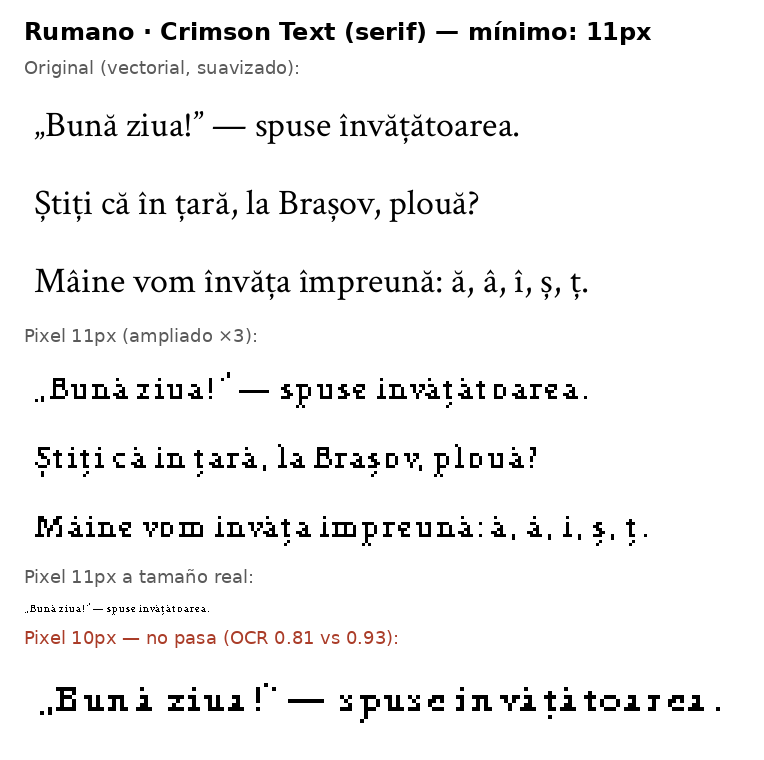 Rumano · Crimson Text (serif) — mínimo: 11px
Original (vectorial, suavizado):
„Bună ziua!” — spuse învățătoarea.
Știți că în țară, la Brașov, plouă?
Mâine vom învăța împreună: ă, â, î, ș, ț.
Pixel 11px (ampliado ×3):
„Bună ziua!” — spuse învățătoarea.
Știți că în țară, la Brașov, plouă?
Mâine vom învăța împreună: ă, â, î, ș, ț.
Pixel 11px a tamaño real:
„Bună ziua!” — spuse învățătoarea.
Pixel 10px — no pasa (OCR 0.81 vs 0.93):
„Bună ziua!” — spuse învățătoarea.